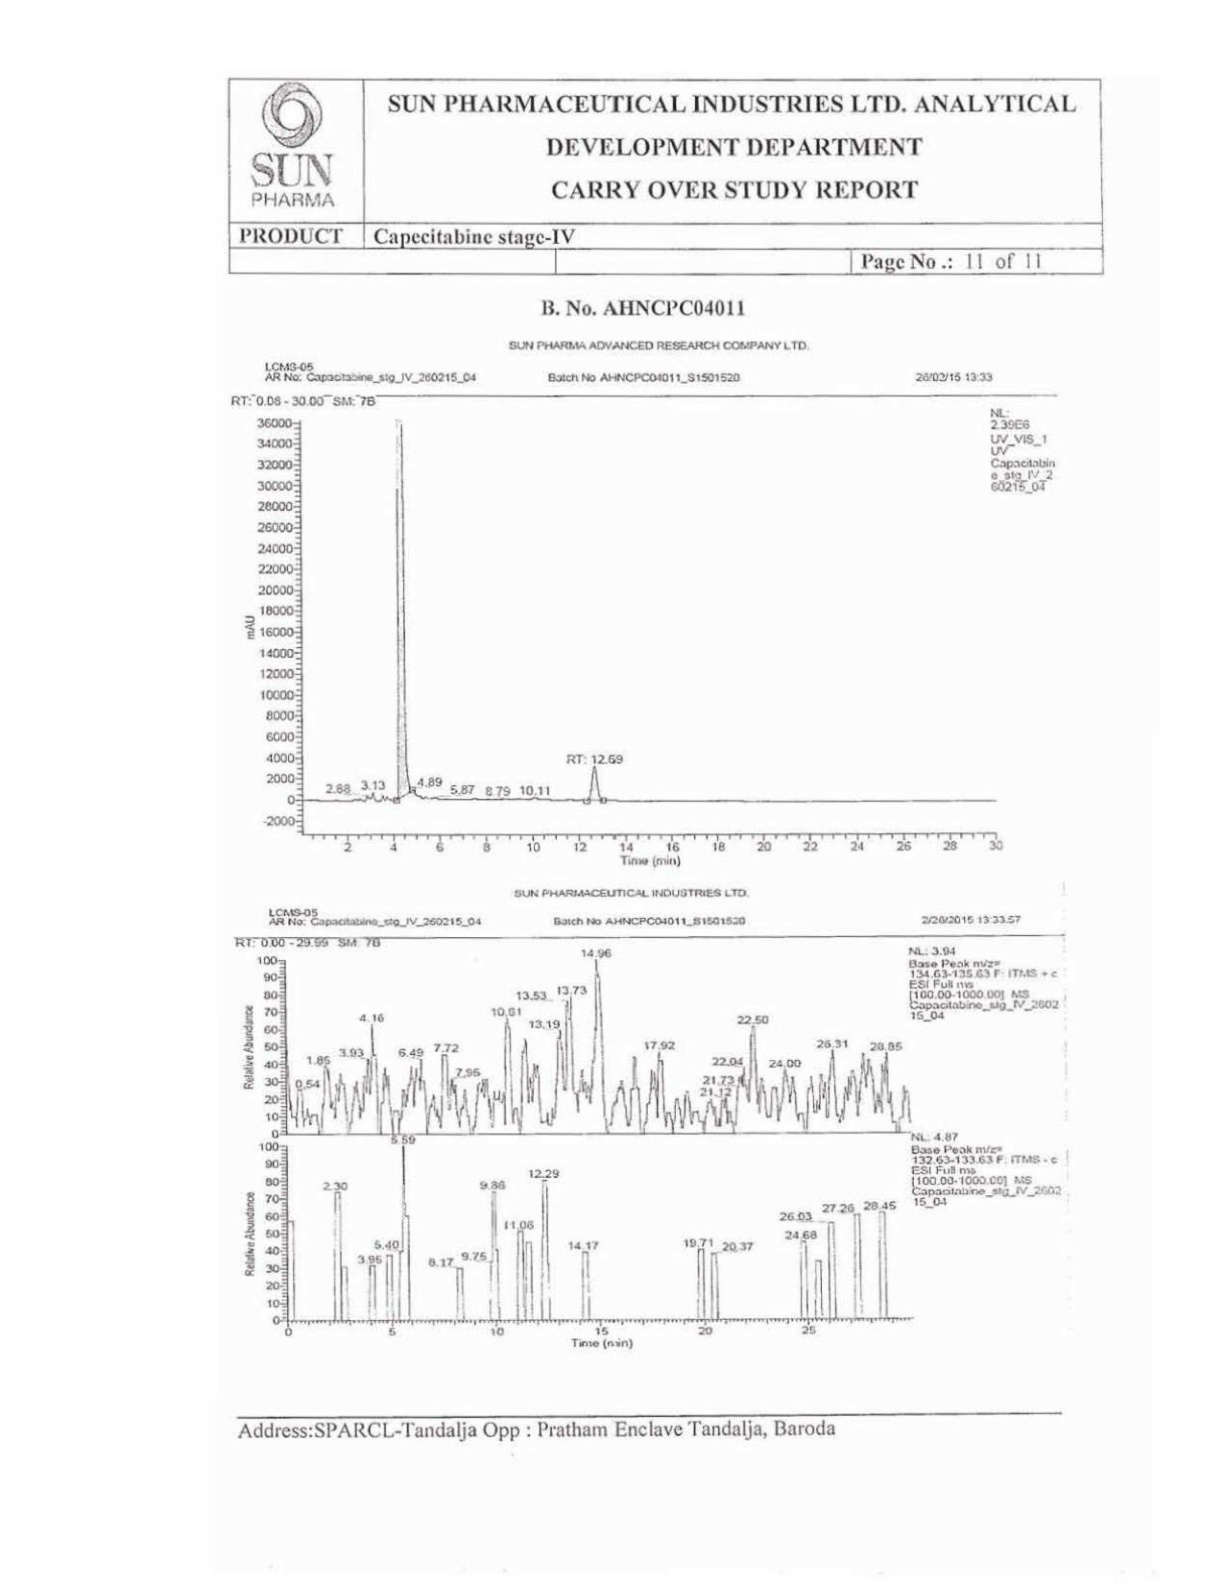 SUN
PHARMA
SUN PHARMACEUTICAL INDUSTRIES LTD. ANALYTICAL
DEVELOPMENT DEPARTMENT
CARRY OVER STUDY REPORT
PRODUCT Capecitabine stage-IV
Page No .: 11 of 11
B. No. AHNCPC04011
SUN PHARMA ADVANCED RESEARCH COMPANY LTD.
LCMS-05
AR No: Capacitabine_stg_IV_260215_04 Batch No AHNCPC04011_S1501520 26/02/15 13:33
RT: 0.08 - 30.00 SM: 7B
NL:
2.39E6
UV_VIS_1
UV
Capacitabin
e_stg_IV_2
60215_04
36000
34000
32000
30000
28000
26000
24000
22000
20000
18000
16000
14000
12000
10000
8000
6000
4000
2000
0
-2000
mAU
2.88 3.13 4.89 5.87 8.79 10.11 RT: 12.69
2 4 6 8 10 12 14 16 18 20 22 24 26 28 30
Time (min)
SUN PHARMACEUTICAL INDUSTRIES LTD.
LCMS-05
AR No: Capacitabine_stg_IV_260215_04 Batch No AHNCPC04011_S1501520 2/26/2015 13:33:57
RT: 0.00 - 29.99 SM: 7B
NL: 3.94
Base Peak m/z=
134.63-135.63 F: ITMS + c
ESI Full ms
[100.00-1000.00] MS
Capacitabine_stg_IV_2602
15_04
100
90
80
70
60
50
40
30
20
10
0
Relative Abundance
0.54 1.85 3.93 4.16 6.49 7.72 7.95 10.61 13.19 13.53 13.73 14.96 17.92 21.12 21.73 22.04 22.50 24.00 26.31 28.85
NL: 4.87
Base Peak m/z=
132.63-133.63 F: ITMS - c
ESI Full ms
[100.00-1000.00] MS
Capacitabine_stg_IV_2602
15_04
100
90
80
70
60
50
40
30
20
10
0
Relative Abundance
2.30 3.95 5.40 5.59 8.17 9.75 9.86 11.06 12.29 14.17 19.71 20.37 24.68 26.03 27.26 28.45
0 5 10 15 20 25
Time (min)
Address:SPARCL-Tandalja Opp : Pratham Enclave Tandalja, Baroda